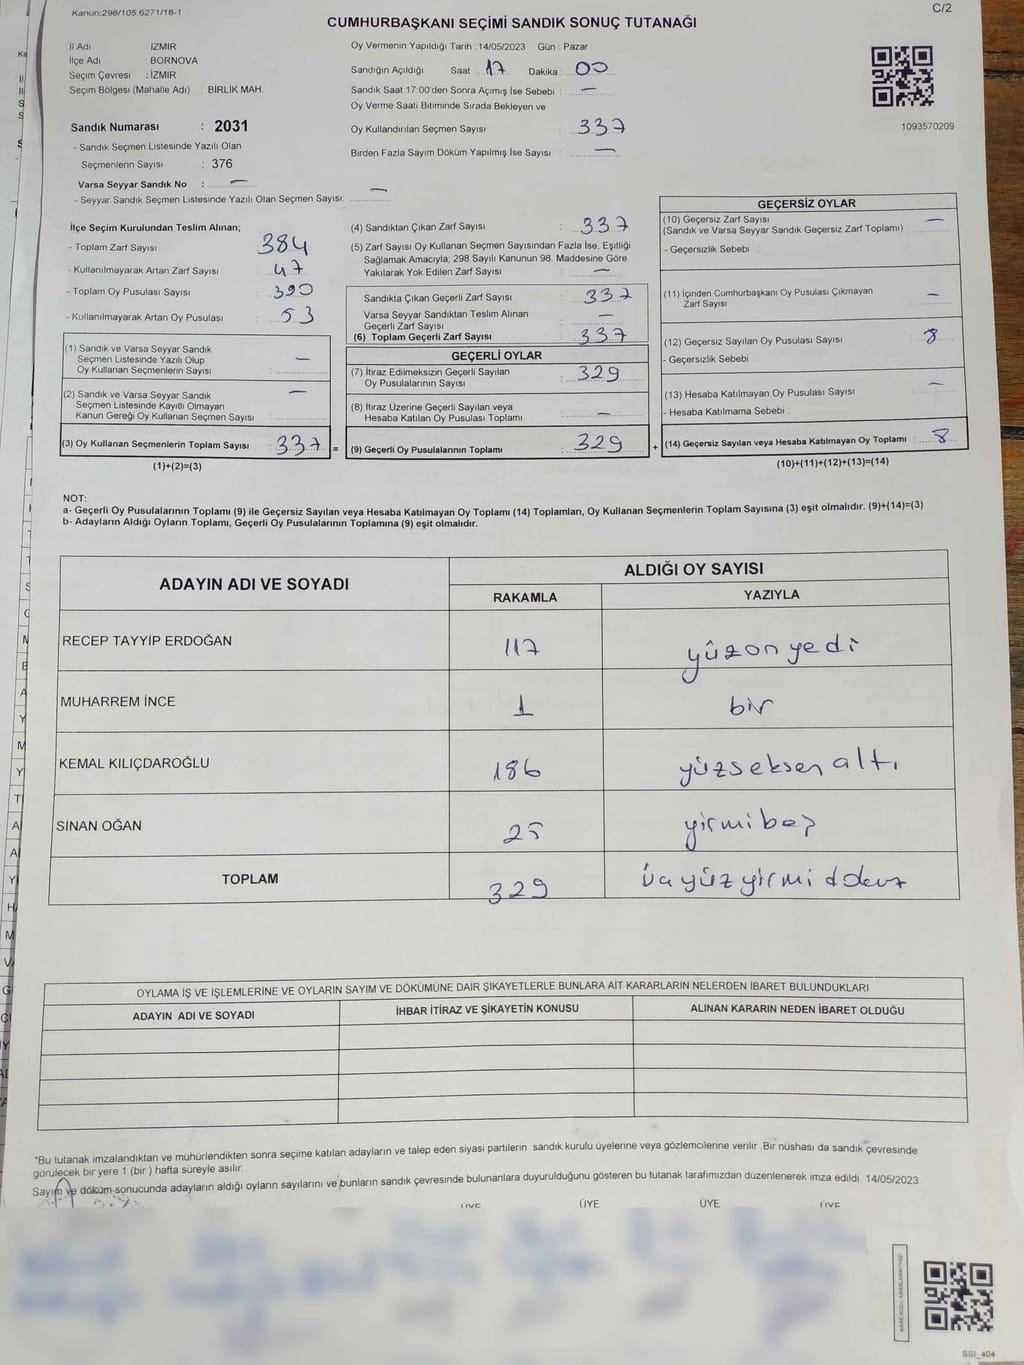 Kanun:298/105,6271/18-1
C/2
CUMHURBAŞKANI SEÇİMİ SANDIK SONUÇ TUTANAĞI
İl Adı : İZMİR
İlçe Adı : BORNOVA
Seçim Çevresi : İZMİR
Seçim Bölgesi (Mahalle Adı) : BİRLİK MAH.
Sandık Numarası : 2031
- Sandık Seçmen Listesinde Yazılı Olan
Seçmenlerin Sayısı : 376
Varsa Seyyar Sandık No : —
- Seyyar Sandık Seçmen Listesinde Yazılı Olan Seçmen Sayısı: —
Oy Vermenin Yapıldığı Tarih : 14/05/2023 Gün : Pazar
Sandığın Açıldığı Saat : 17 Dakika : 00
Sandık Saat 17:00'den Sonra Açımış İse Sebebi : —
Oy Verme Saati Bitiminde Sırada Bekleyen ve
Oy Kullandırılan Seçmen Sayısı : 337
Birden Fazla Sayım Döküm Yapılmış İse Sayısı : —
1093570209
İlçe Seçim Kurulundan Teslim Alınan;
- Toplam Zarf Sayısı : 384
- Kullanılmayarak Artan Zarf Sayısı : 47
- Toplam Oy Pusulası Sayısı : 390
- Kullanılmayarak Artan Oy Pusulası : 53
(1) Sandık ve Varsa Seyyar Sandık
Seçmen Listesinde Yazılı Olup
Oy Kullanan Seçmenlerin Sayısı : —
(2) Sandık ve Varsa Seyyar Sandık
Seçmen Listesinde Kayıtlı Olmayan
Kanun Gereği Oy Kullanan Seçmen Sayısı : —
(3) Oy Kullanan Seçmenlerin Toplam Sayısı : 337 =
(1)+(2)=(3)
(4) Sandıktan Çıkan Zarf Sayısı : 337
(5) Zarf Sayısı Oy Kullanan Seçmen Sayısından Fazla İse, Eşitliği
Sağlamak Amacıyla; 298 Sayılı Kanunun 98. Maddesine Göre
Yakılarak Yok Edilen Zarf Sayısı : —
Sandıkta Çıkan Geçerli Zarf Sayısı : 337
Varsa Seyyar Sandıktan Teslim Alınan
Geçerli Zarf Sayısı : —
(6) Toplam Geçerli Zarf Sayısı : 337
GEÇERLİ OYLAR
(7) İtiraz Edilmeksizin Geçerli Sayılan
Oy Pusulalarının Sayısı : 329
(8) İtiraz Üzerine Geçerli Sayılan veya
Hesaba Katılan Oy Pusulası Toplamı : —
(9) Geçerli Oy Pusulalarının Toplamı : 329 +
GEÇERSİZ OYLAR
(10) Geçersiz Zarf Sayısı
(Sandık ve Varsa Seyyar Sandık Geçersiz Zarf Toplamı) : —
- Geçersizlik Sebebi :
(11) İçinden Cumhurbaşkanı Oy Pusulası Çıkmayan
Zarf Sayısı : —
(12) Geçersiz Sayılan Oy Pusulası Sayısı : 8
- Geçersizlik Sebebi :
(13) Hesaba Katılmayan Oy Pusulası Sayısı : —
- Hesaba Katılmama Sebebi :
(14) Geçersiz Sayılan veya Hesaba Katılmayan Oy Toplamı : 8
(10)+(11)+(12)+(13)=(14)
NOT:
a- Geçerli Oy Pusulalarının Toplamı (9) ile Geçersiz Sayılan veya Hesaba Katılmayan Oy Toplamı (14) Toplamları, Oy Kullanan Seçmenlerin Toplam Sayısına (3) eşit olmalıdır. (9)+(14)=(3)
b- Adayların Aldığı Oyların Toplamı, Geçerli Oy Pusulalarının Toplamına (9) eşit olmalıdır.
ADAYIN ADI VE SOYADI ALDIĞI OY SAYISI
RAKAMLA YAZIYLA
RECEP TAYYİP ERDOĞAN 117 yüzonyedi
MUHARREM İNCE 1 bir
KEMAL KILIÇDAROĞLU 186 yüzseksenaltı
SİNAN OĞAN 25 yirmibeş
TOPLAM 329
OYLAMA İŞ VE İŞLEMLERİNE VE OYLARIN SAYIM VE DÖKÜMÜNE DAİR ŞİKAYETLERLE BUNLARA AİT KARARLARIN NELERDEN İBARET BULUNDUKLARI
ADAYIN ADI VE SOYADI İHBAR İTİRAZ VE ŞİKAYETİN KONUSU ALINAN KARARIN NEDEN İBARET OLDUĞU
*Bu tutanak imzalandıktan ve mühürlendikten sonra seçime katılan adayların ve talep eden siyasi partilerin sandık kurulu üyelerine veya gözlemcilerine verilir. Bir nüshası da sandık çevresinde
görülecek bir yere 1 (bir ) hafta süreyle asılır.
Sayım ve döküm sonucunda adayların aldığı oyların sayılarını ve bunların sandık çevresinde bulunanlara duyurulduğunu gösteren bu tutanak tarafımızdan düzenlenerek imza edildi. 14/05/2023
ÜYE ÜYE ÜYE ÜYE
SSI_404